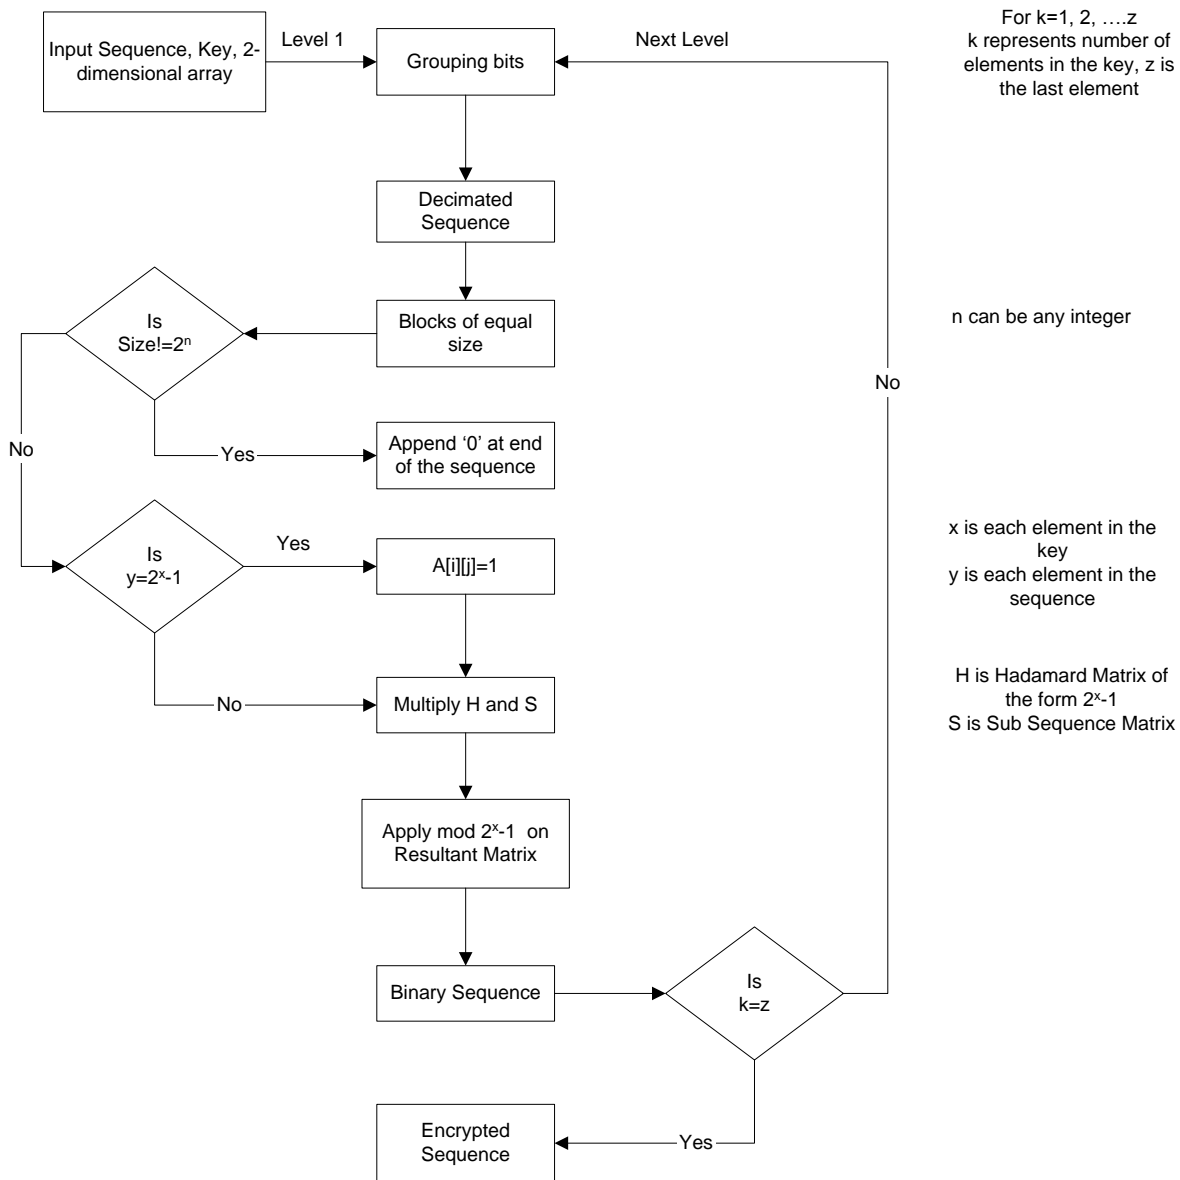 Input Sequence, Key, 2-
dimensional array
Level 1
Grouping bits
Next Level
For k=1, 2, ….z
k represents number of
elements in the key, z is
the last element
Decimated
Sequence
Is
Size!=2ⁿ
Blocks of equal
size
n can be any integer
No
No
Yes
Append ‘0’ at end
of the sequence
Is
y=2ˣ-1
Yes
A[i][j]=1
x is each element in the
key
y is each element in the
sequence
No
Multiply H and S
H is Hadamard Matrix of
the form 2ˣ-1
S is Sub Sequence Matrix
Apply mod 2ˣ-1 on
Resultant Matrix
Binary Sequence
Is
k=z
Encrypted
Sequence
Yes